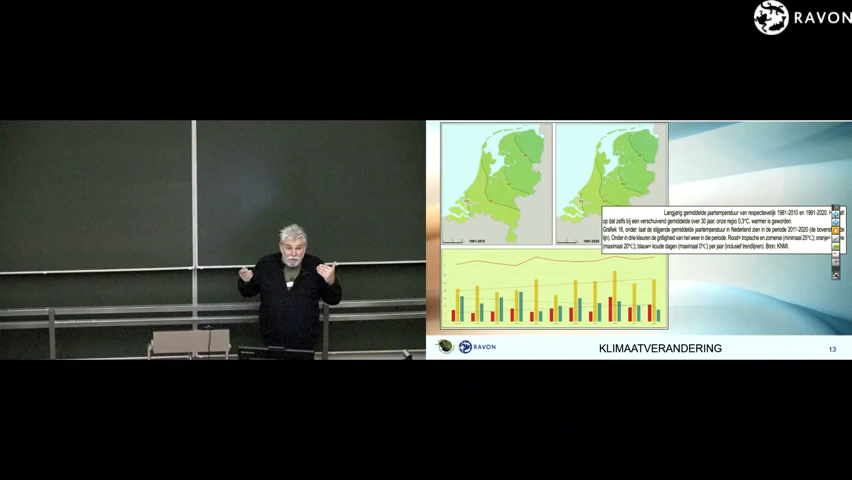 RAVON
Langjarig gemiddelde jaartemperatuur van respectievelijk 1981-2010 en 1991-2020. H
op dat zelfs bij een verschuivend gemiddelde over 30 jaar, onze regio 0,3°C. warmer is geworden.
Grafiek 18, onder: laat de stijgende gemiddelde jaartemperatuur in Nederland zien in de periode 2011-2020 (de
lijn). Onder in drie kleuren de grilligheid van het weer in die periode. Rood= tropische en zomerse (minimaal 25°C);
(maximaal 20°C); blauw= koude dagen (maximaal 0°C) per jaar (inclusief trendlijnen). Bron: KNMI.
1981-2010
1991-2020
RAVON
KLIMAATVERANDERING
13